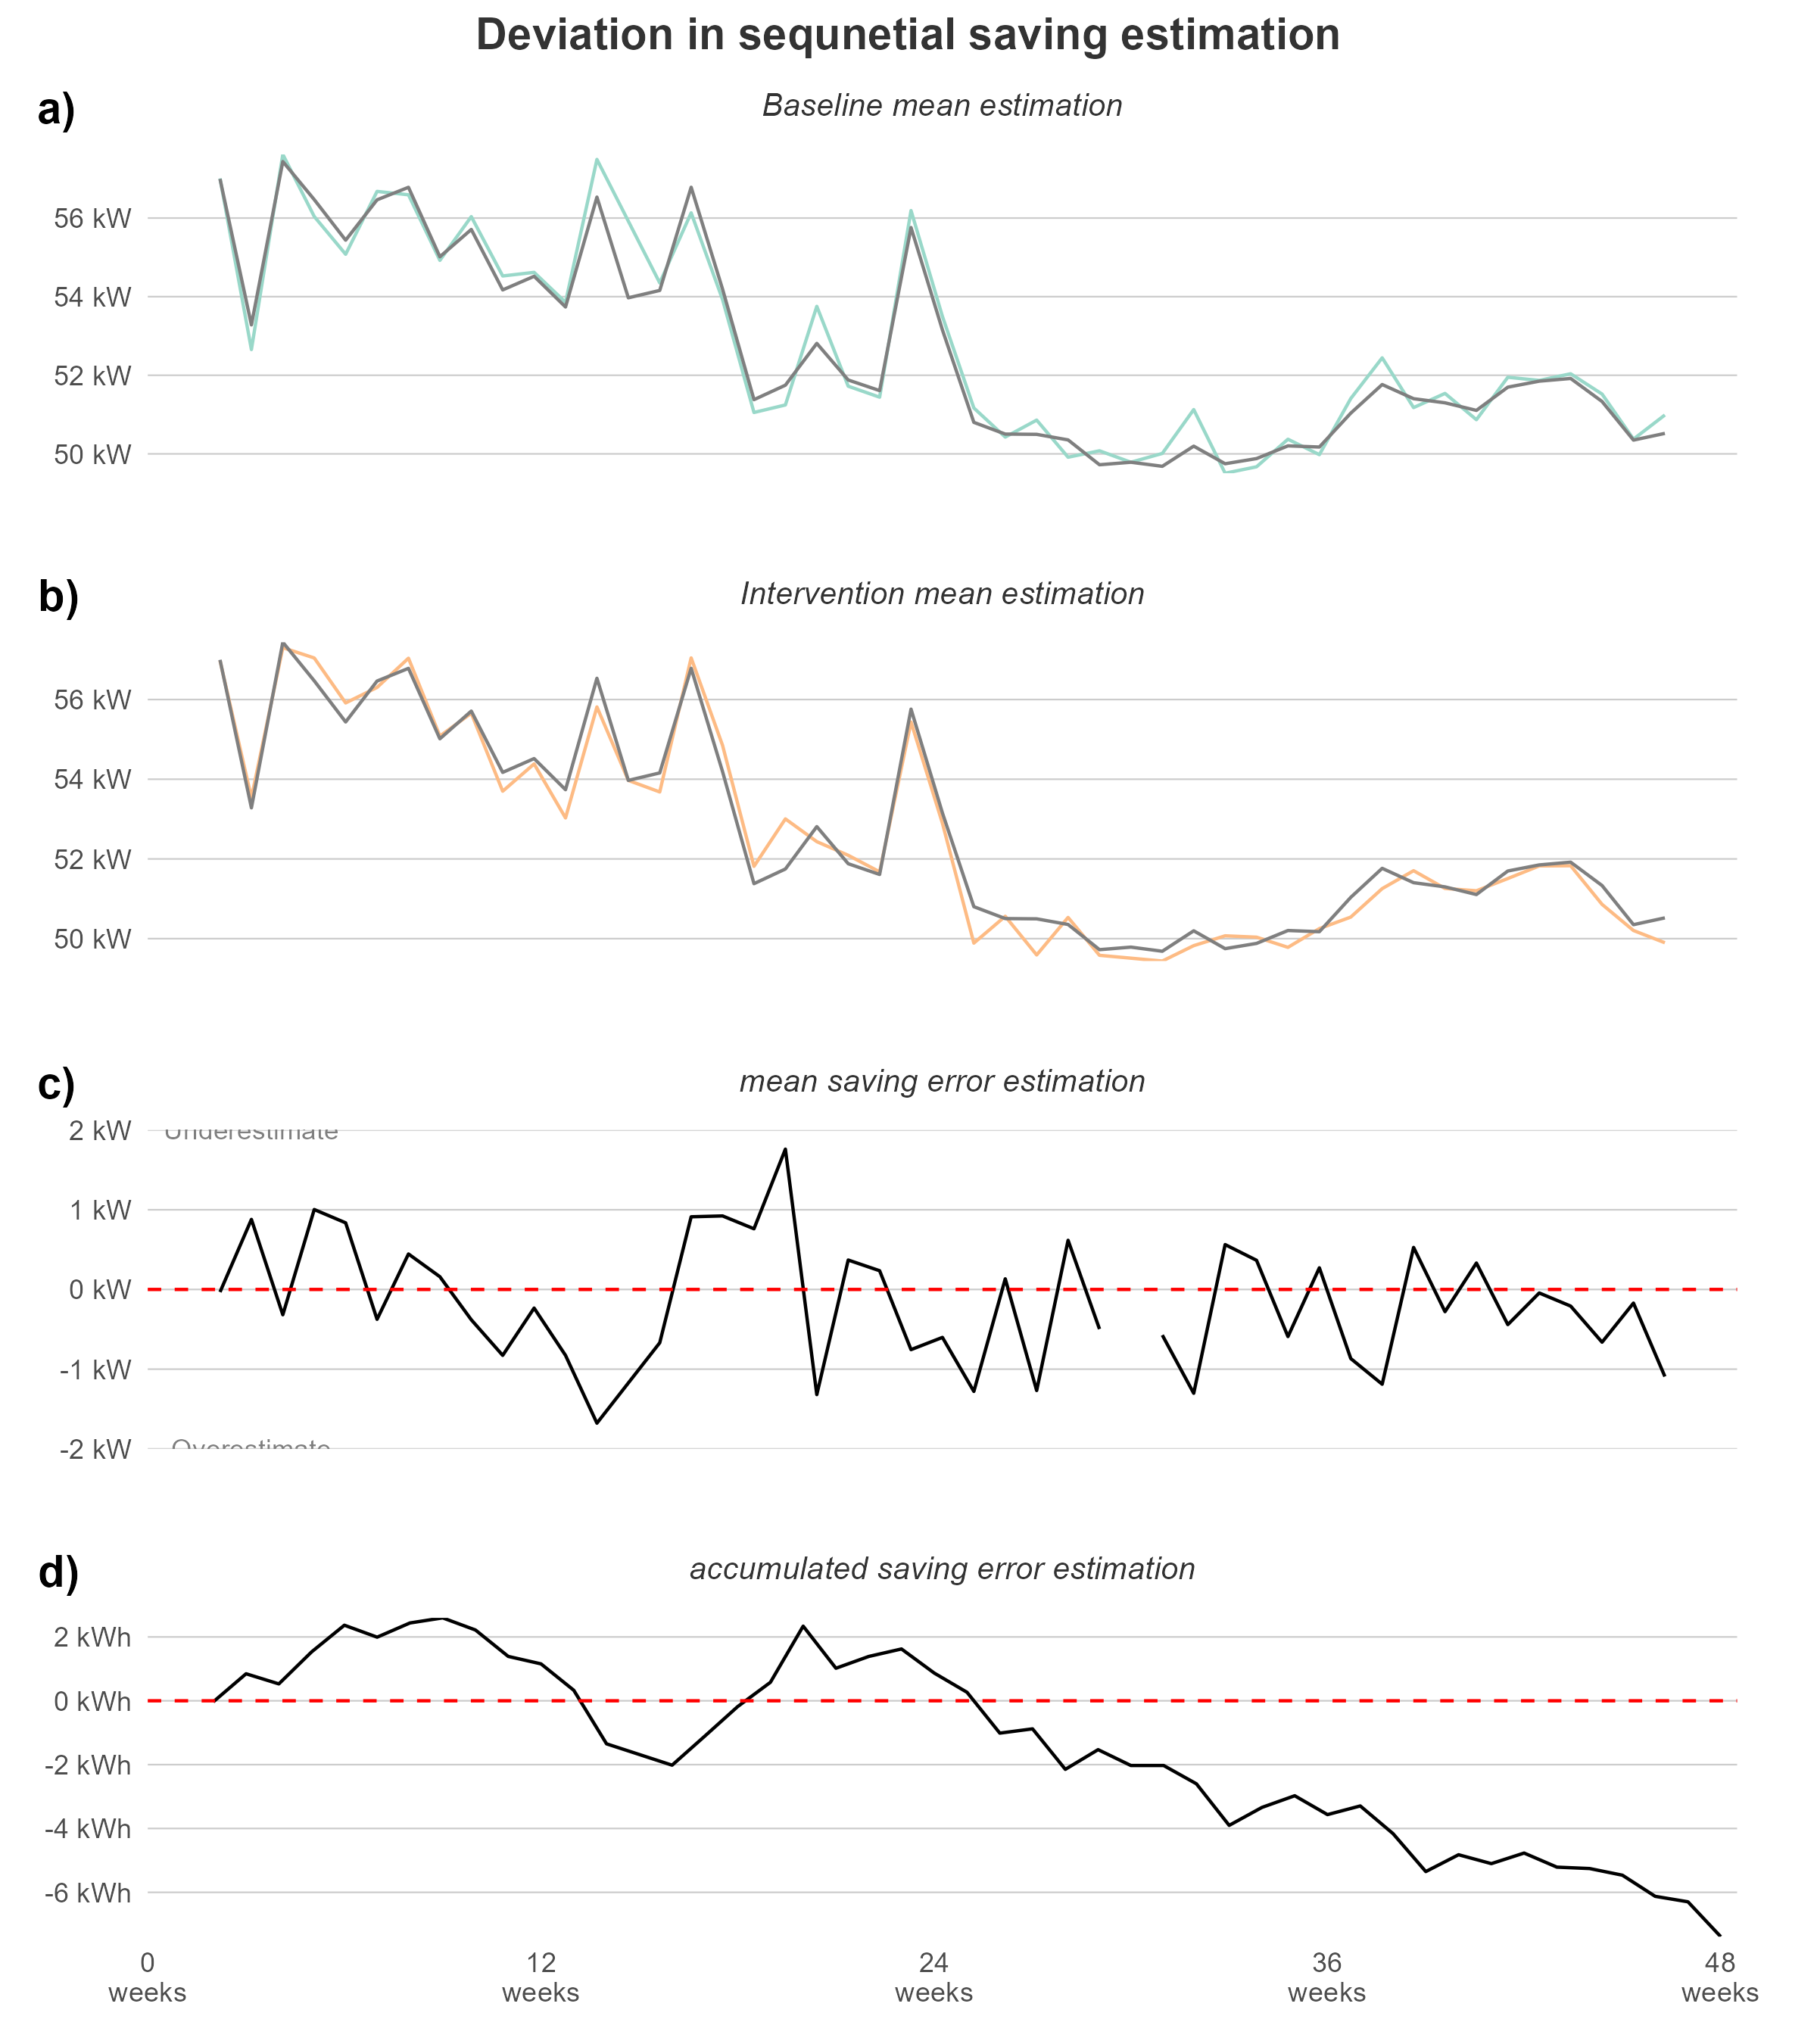 Deviation in sequnetial saving estimation
a)
Baseline mean estimation
56 kW
54 kW
52 kW
50 kW
b)
Intervention mean estimation
56 kW
54 kW
52 kW
50 kW
c)
mean saving error estimation
2 kW
Underestimate
1 kW
0 kW
-1 kW
-2 kW
Overestimate
d)
accumulated saving error estimation
2 kWh
0 kWh
-2 kWh
-4 kWh
-6 kWh
0 12 24 36 48
weeks weeks weeks weeks weeks